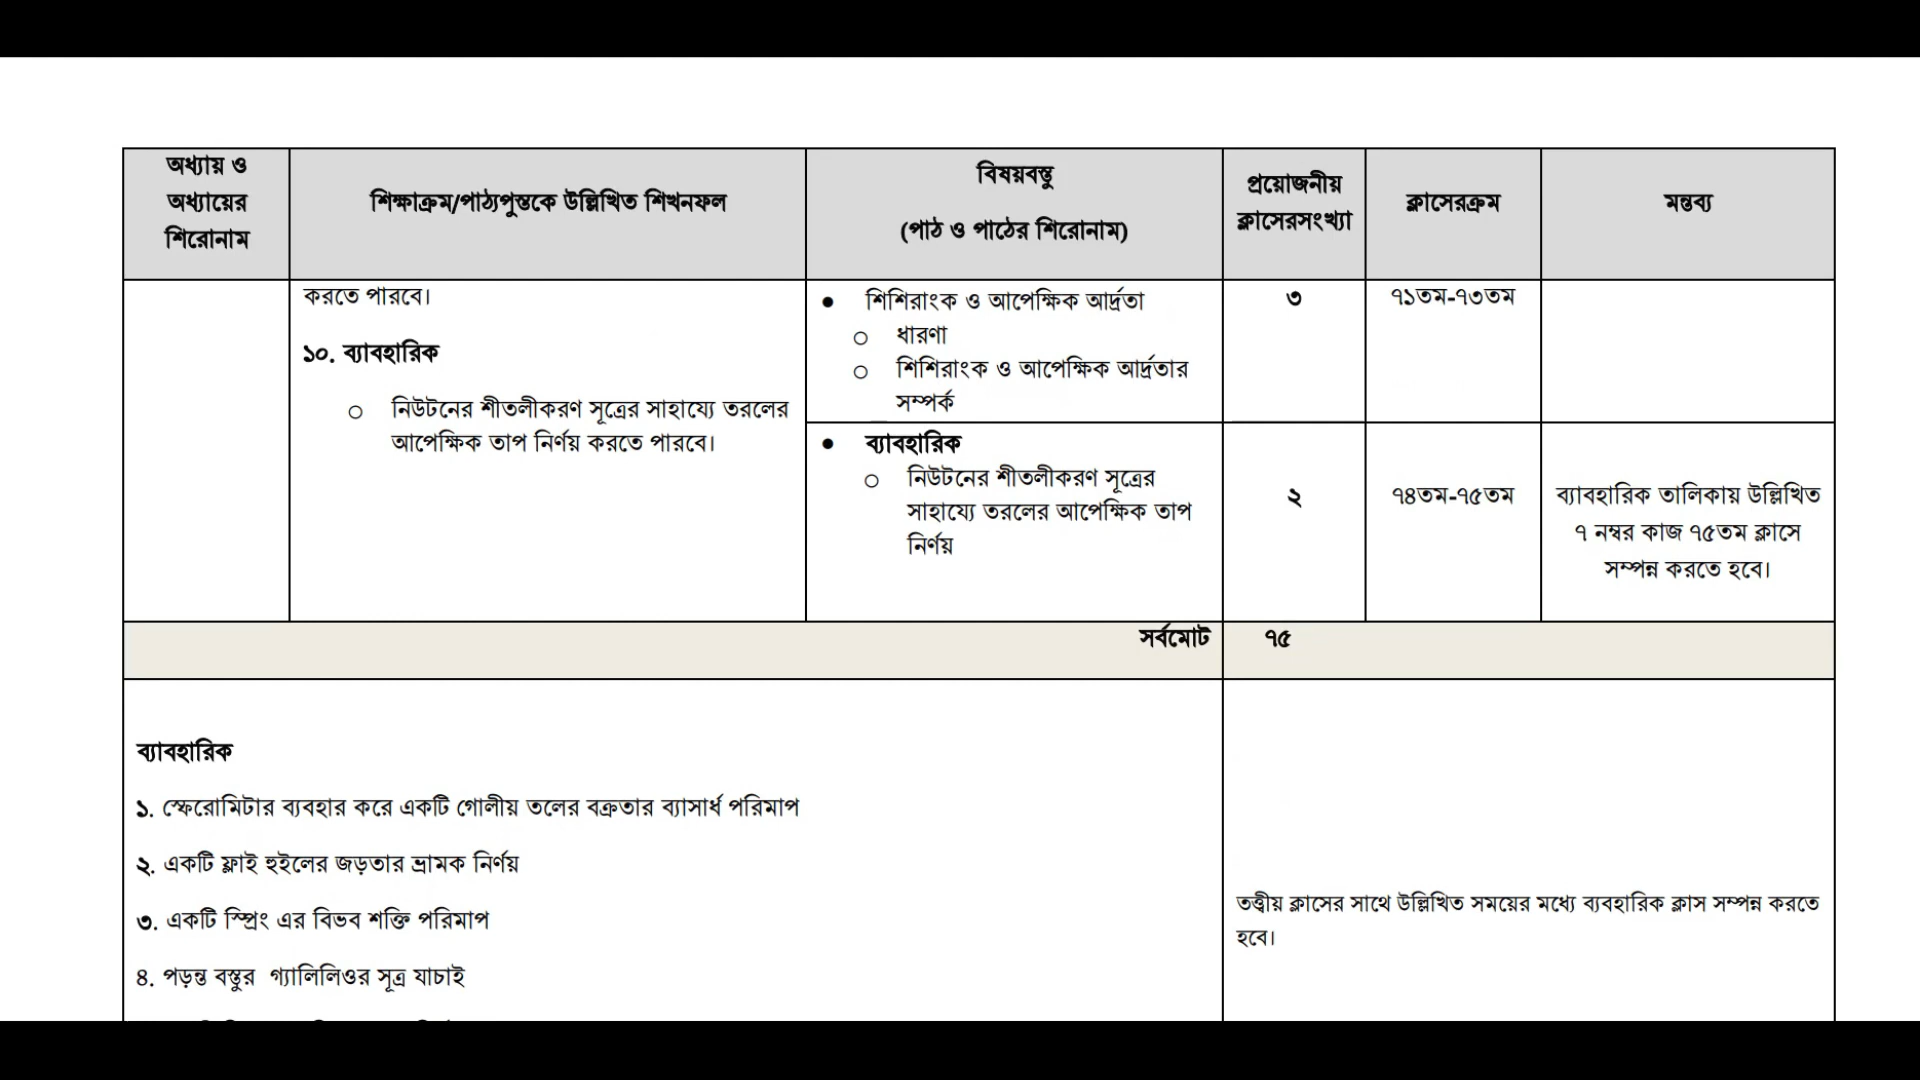 অধ্যায় ও
অধ্যায়ের
শিরোনাম
শিক্ষাক্রম/পাঠ্যপুস্তকে উল্লিখিত শিখনফল
বিষয়বস্তু
(পাঠ ও পাঠের শিরোনাম)
প্রয়োজনীয়
ক্লাসেরসংখ্যা
ক্লাসেরক্রম
মন্তব্য
করতে পারবে।
১০. ব্যাবহারিক
নিউটনের শীতলীকরণ সূত্রের সাহায্যে তরলের
আপেক্ষিক তাপ নির্ণয় করতে পারবে।
শিশিরাংক ও আপেক্ষিক আর্দ্রতা
ধারণা
শিশিরাংক ও আপেক্ষিক আর্দ্রতার
সম্পর্ক
৩
৭১তম-৭৩তম
ব্যাবহারিক
নিউটনের শীতলীকরণ সূত্রের
সাহায্যে তরলের আপেক্ষিক তাপ
নির্ণয়
২
৭৪তম-৭৫তম
ব্যাবহারিক তালিকায় উল্লিখিত
৭ নম্বর কাজ ৭৫তম ক্লাসে
সম্পন্ন করতে হবে।
সর্বমোট
৭৫
ব্যাবহারিক
১. স্ফেরোমিটার ব্যবহার করে একটি গোলীয় তলের বক্রতার ব্যাসার্ধ পরিমাপ
২. একটি ফ্লাই হুইলের জড়তার ভ্রামক নির্ণয়
৩. একটি স্প্রিং এর বিভব শক্তি পরিমাপ
৪. পড়ন্ত বস্তুর গ্যালিলিওর সূত্র যাচাই
তত্ত্বীয় ক্লাসের সাথে উল্লিখিত সময়ের মধ্যে ব্যবহারিক ক্লাস সম্পন্ন করতে
হবে।